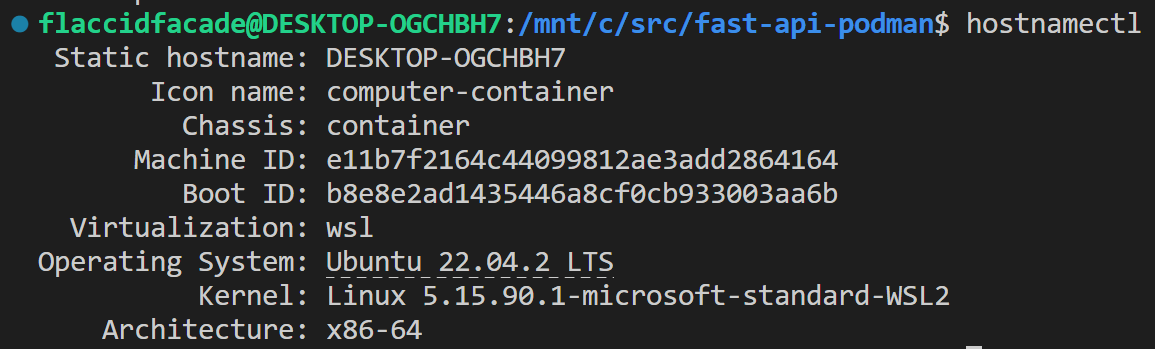 flaccidfacade@DESKTOP-OGCHBH7:/mnt/c/src/fast-api-podman$ hostnamectl
Static hostname: DESKTOP-OGCHBH7
Icon name: computer-container
Chassis: container
Machine ID: e11b7f2164c44099812ae3add2864164
Boot ID: b8e8e2ad1435446a8cf0cb933003aa6b
Virtualization: wsl
Operating System: Ubuntu 22.04.2 LTS
Kernel: Linux 5.15.90.1-microsoft-standard-WSL2
Architecture: x86-64